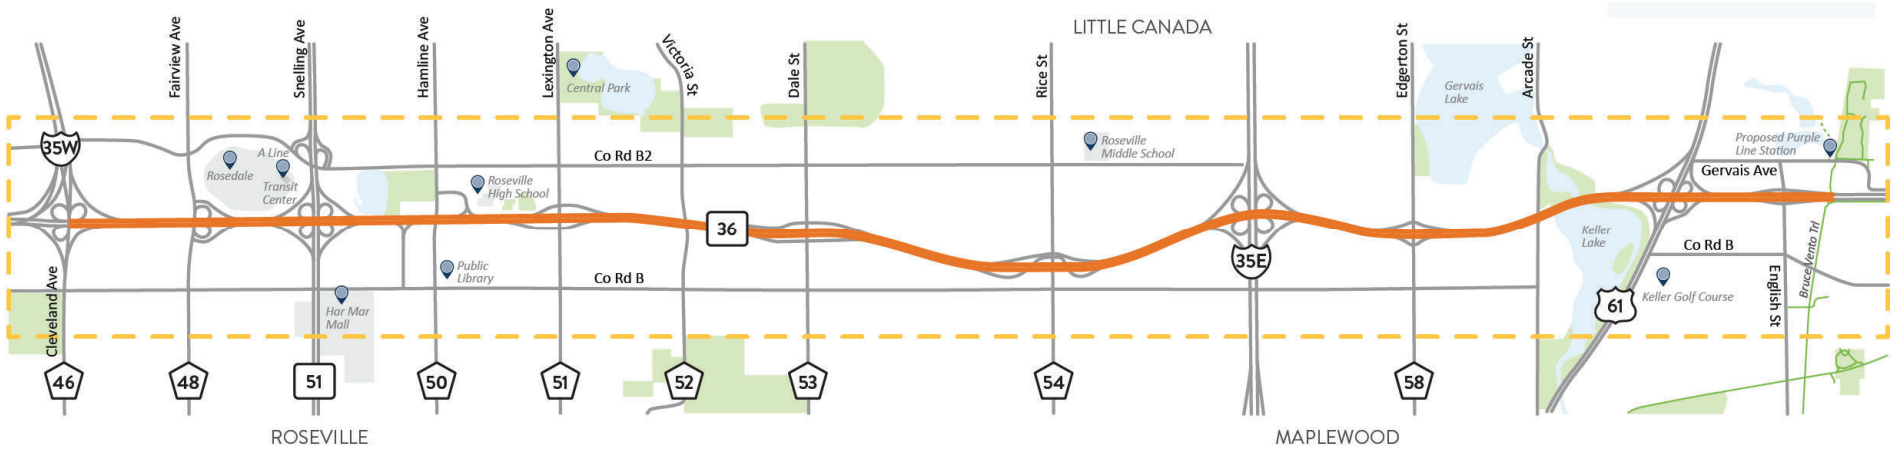 LITTLE CANADA
Fairview Ave
Snelling Ave
Hamline Ave
Lexington Ave
Victoria St
Dale St
Rice St
Edgerton St
Arcade St
Central Park
Gervais
Lake
35W
A Line
Rosedale
Transit
Center
Co Rd B2
Roseville
Middle School
Proposed Purple
Line Station
Gervais Ave
Roseville
High School
36
Keller
Lake
Co Rd B
35E
Public
Library
Co Rd B
Keller Golf Course
Bruce Vento Trl
English St
Cleveland Ave
Har Mar
Mall
61
46
48
51
50
51
52
53
54
58
ROSEVILLE
MAPLEWOOD